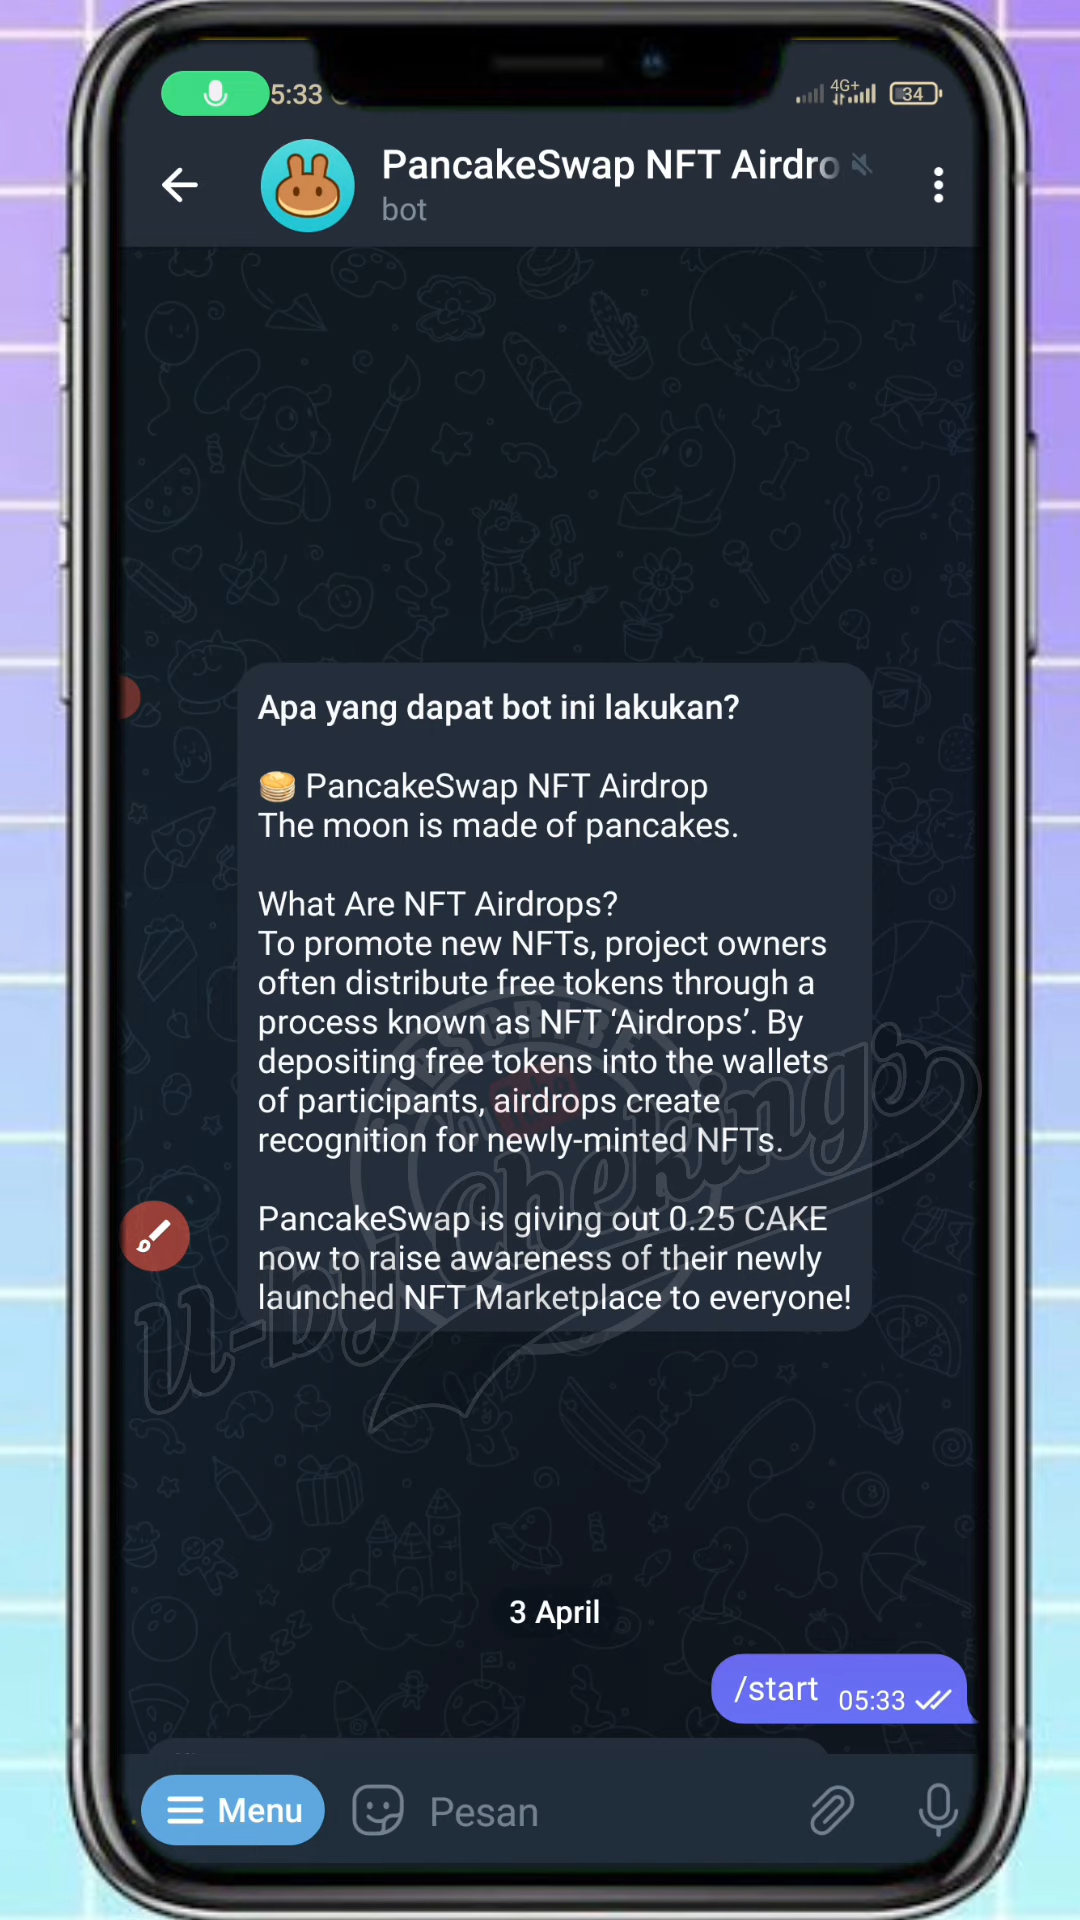 5:33
4G+
34
PancakeSwap NFT Airdro
bot
Apa yang dapat bot ini lakukan?
PancakeSwap NFT Airdrop
The moon is made of pancakes.
What Are NFT Airdrops?
To promote new NFTs, project owners
often distribute free tokens through a
process known as NFT ‘Airdrops’. By
depositing free tokens into the wallets
of participants, airdrops create
recognition for newly-minted NFTs.
PancakeSwap is giving out 0.25 CAKE
now to raise awareness of their newly
launched NFT Marketplace to everyone!
U-by Chekings
3 April
/start 05:33
Menu
Pesan